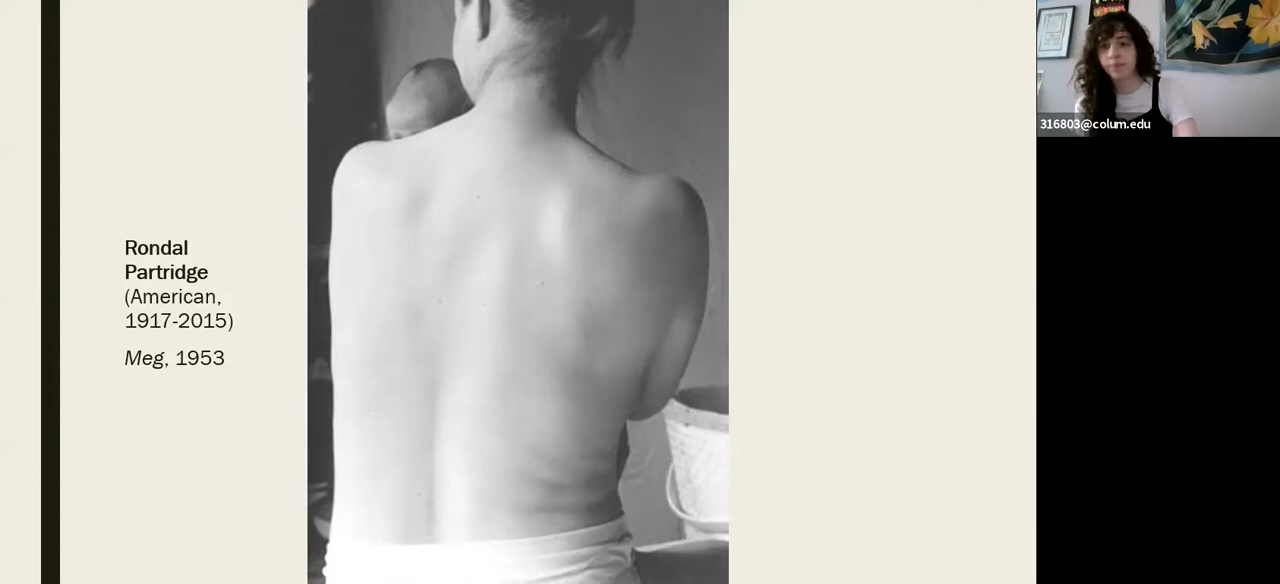 Rondal
Partridge
(American,
1917-2015)
Meg, 1953
316803@colum.edu